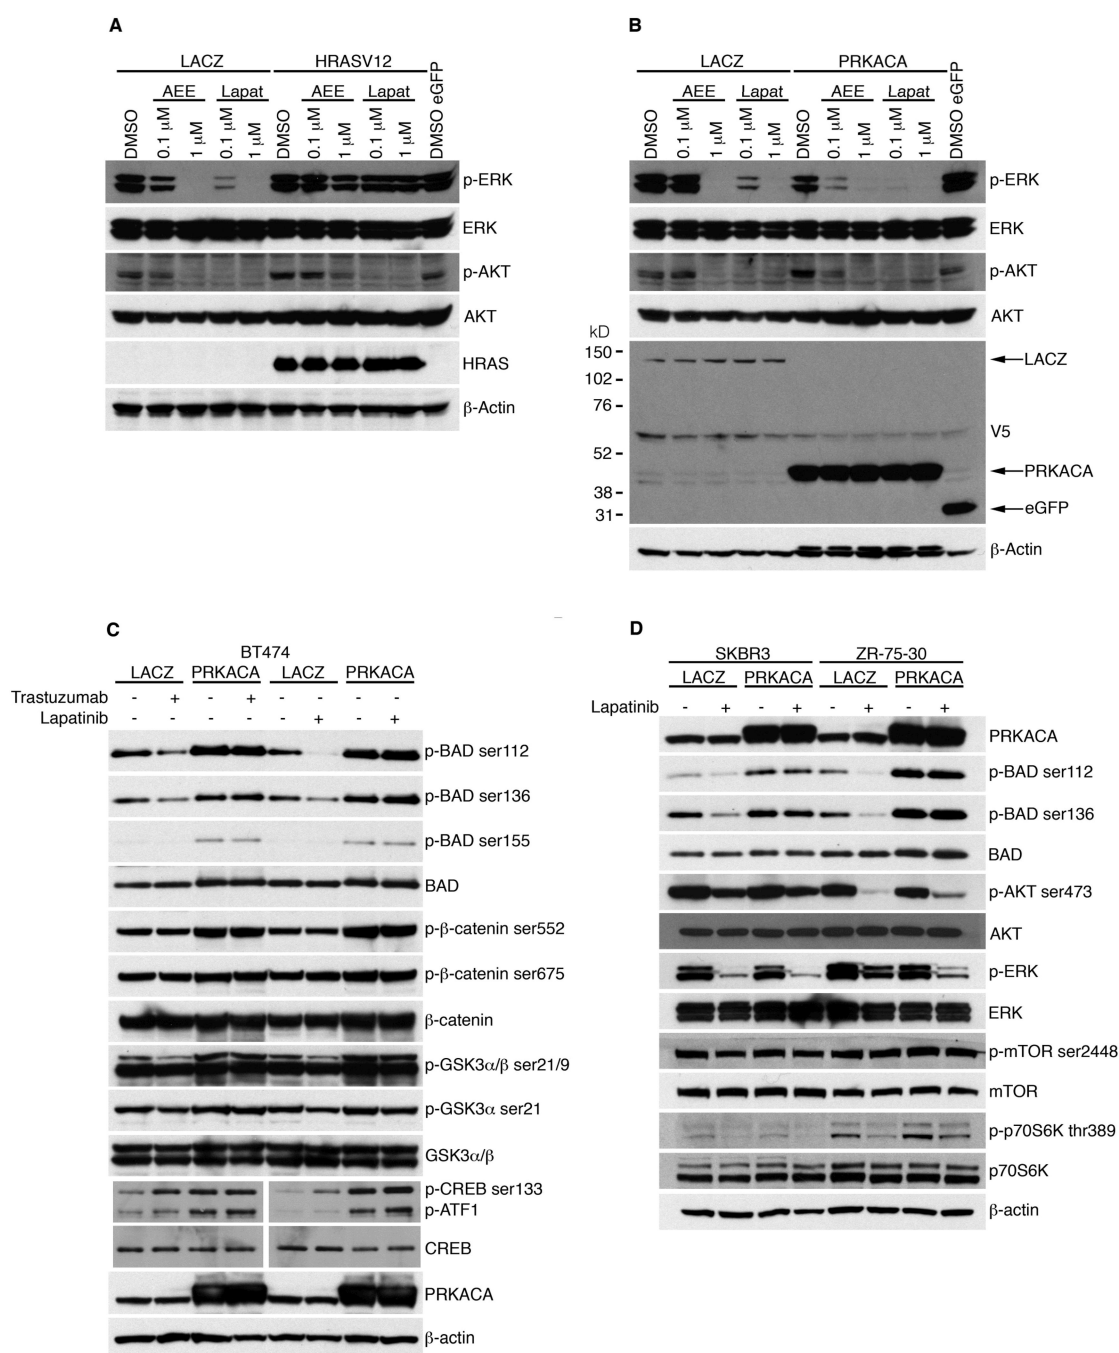 A
LACZ HRASV12
AEE Lapat AEE Lapat
DMSO 0.1 µM 1 µM 0.1 µM 1 µM DMSO 0.1 µM 1 µM 0.1 µM 1 µM DMSO eGFP
p-ERK
ERK
p-AKT
AKT
HRAS
β-Actin
B
LACZ PRKACA
AEE Lapat AEE Lapat
DMSO 0.1 µM 1 µM 0.1 µM 1 µM DMSO 0.1 µM 1 µM 0.1 µM 1 µM DMSO eGFP
p-ERK
ERK
p-AKT
AKT
kD
150 LACZ
102
76
V5
52
PRKACA
38
31 eGFP
β-Actin
C
BT474
LACZ PRKACA LACZ PRKACA
Trastuzumab - + - + - - - -
Lapatinib - - - - - + - +
p-BAD ser112
p-BAD ser136
p-BAD ser155
BAD
p-β-catenin ser552
p-β-catenin ser675
β-catenin
p-GSK3α/β ser21/9
p-GSK3α ser21
GSK3α/β
p-CREB ser133
p-ATF1
CREB
PRKACA
β-actin
D
SKBR3 ZR-75-30
LACZ PRKACA LACZ PRKACA
Lapatinib - + - + - + - +
PRKACA
p-BAD ser112
p-BAD ser136
BAD
p-AKT ser473
AKT
p-ERK
ERK
p-mTOR ser2448
mTOR
p-p70S6K thr389
p70S6K
β-actin